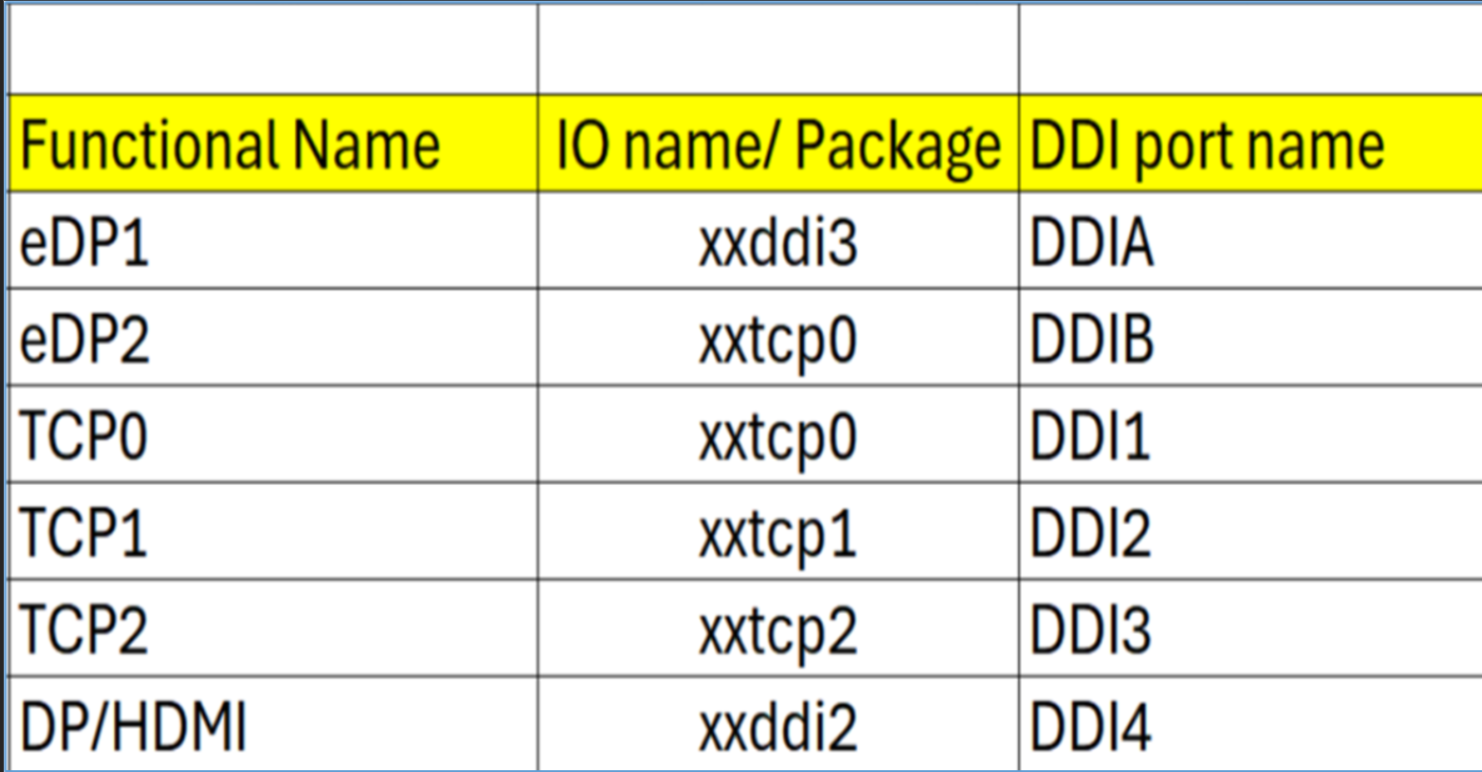 Functional Name IO name/ Package DDI port name
eDP1 xxddi3 DDIA
eDP2 xxtcp0 DDIB
TCP0 xxtcp0 DDI1
TCP1 xxtcp1 DDI2
TCP2 xxtcp2 DDI3
DP/HDMI xxddi2 DDI4